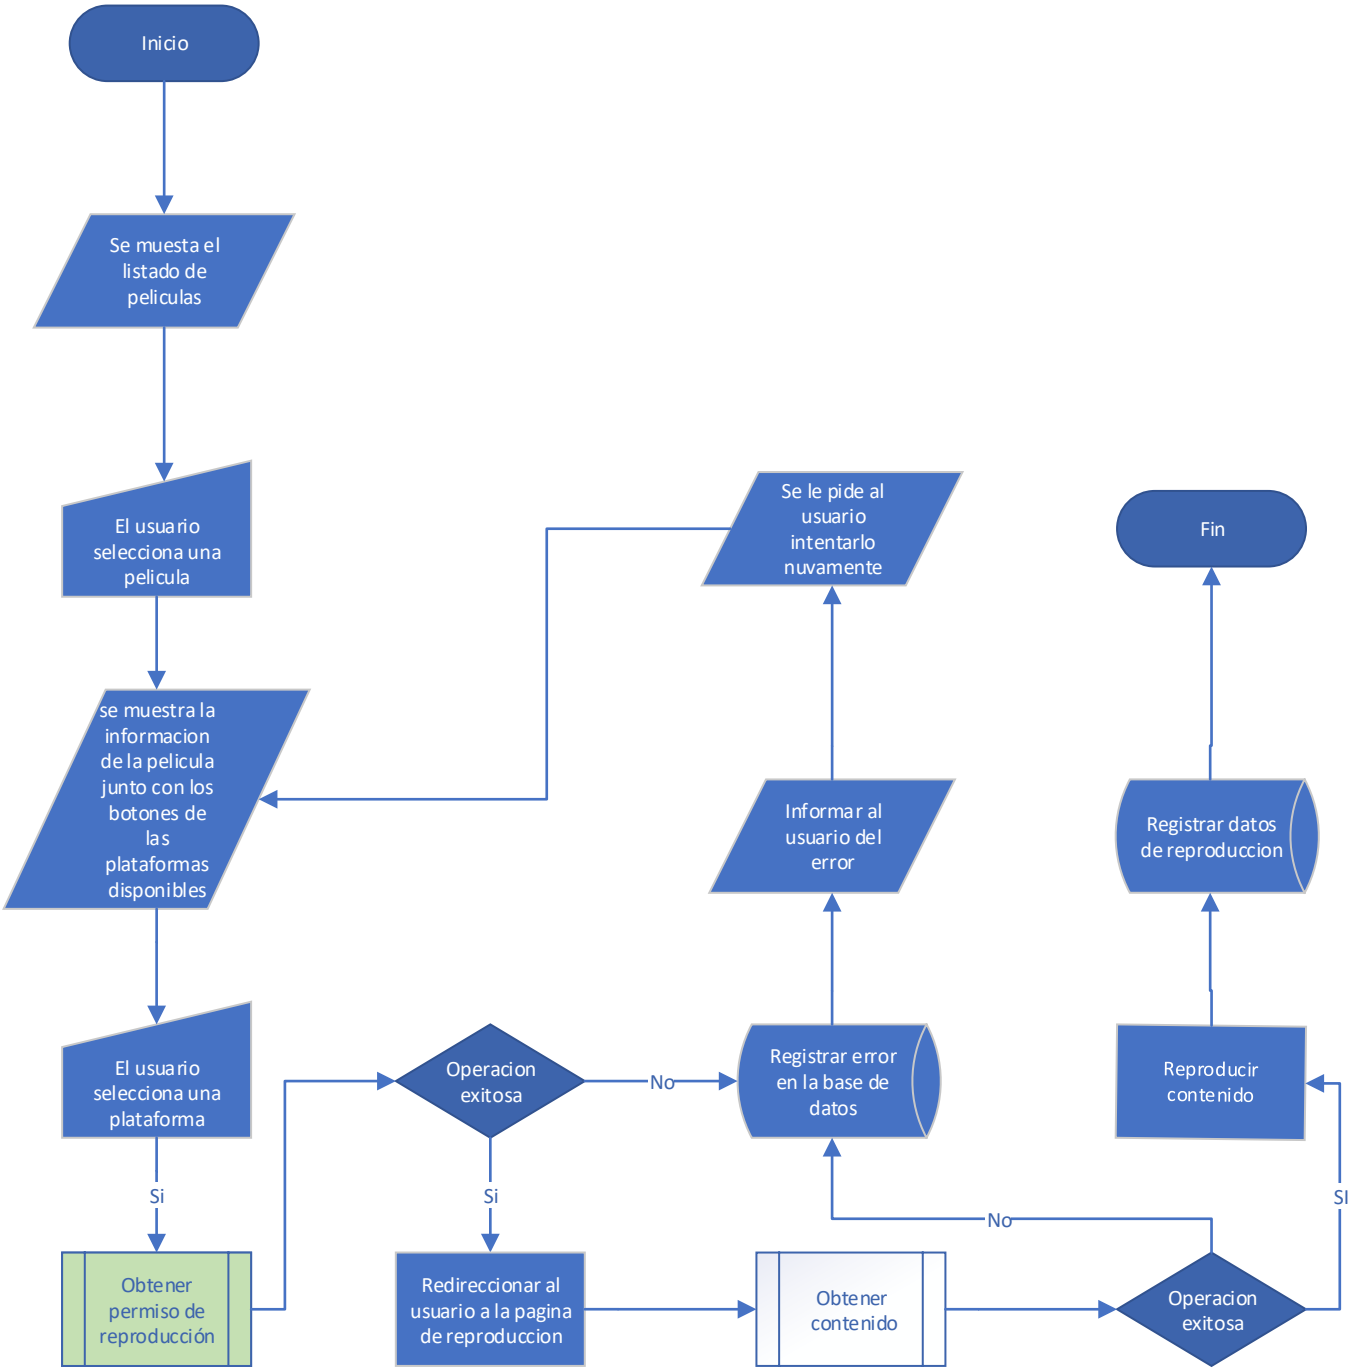 Inicio
Se muesta el
listado de
peliculas
El usuario
selecciona una
pelicula
se muestra la
informacion
de la pelicula
junto con los
botones de
las
plataformas
disponibles
El usuario
selecciona una
plataforma
Si
Obtener
permiso de
reproducción
Operacion
exitosa
No
Si
Redireccionar al
usuario a la pagina
de reproduccion
Se le pide al
usuario
intentarlo
nuvamente
Informar al
usuario del
error
Registrar error
en la base de
datos
No
Obtener
contenido
Operacion
exitosa
SI
Reproducir
contenido
Registrar datos
de reproduccion
Fin